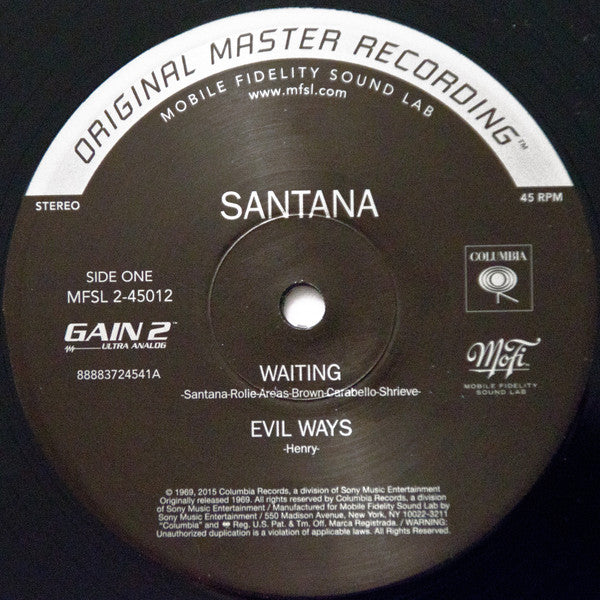 ORIGINAL MASTER RECORDING™
MOBILE FIDELITY SOUND LAB
www.mfsl.com
STEREO
45 RPM
SANTANA
SIDE ONE
MFSL 2-45012
COLUMBIA
GAIN 2™
ULTRA ANALOG
88883724541A
MoFi
MOBILE FIDELITY
SOUND LAB
WAITING
-Santana-Rolie-Areas-Brown-Carabello-Shrieve-
EVIL WAYS
-Henry-
℗ 1969, 2015 Columbia Records, a division of Sony Music Entertainment
Originally released 1969. All rights reserved by Columbia Records, a division of
Sony Music Entertainment / Manufactured for Mobile Fidelity Sound Lab by
Sony Music Entertainment / 550 Madison Avenue, New York, NY, 10022-3211
"Columbia" and Reg. U.S. Pat. & Tm. Off. Marca Registrada. / WARNING:
Unauthorized duplication is a violation of applicable laws. All Rights Reserved.